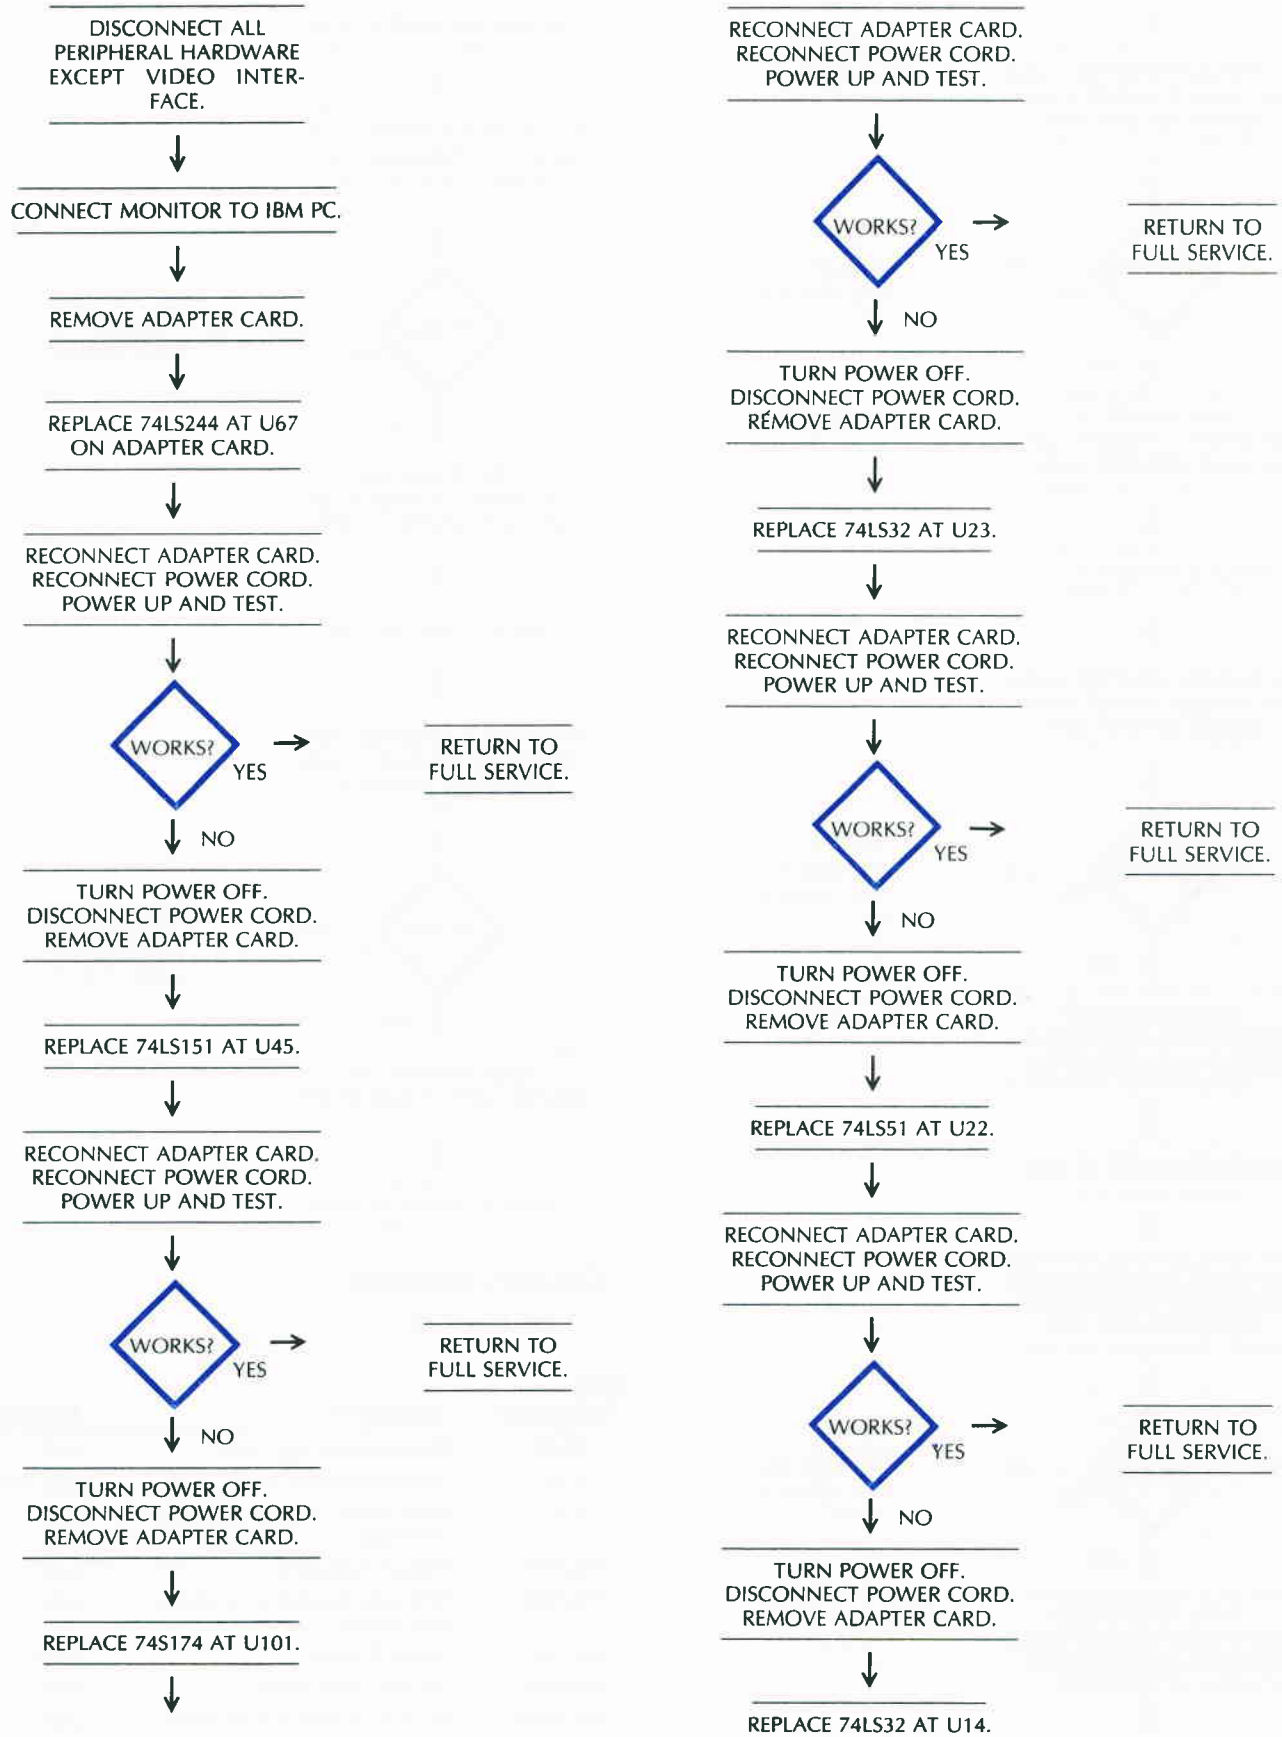 DISCONNECT ALL
PERIPHERAL HARDWARE
EXCEPT VIDEO INTER-
FACE.
CONNECT MONITOR TO IBM PC.
REMOVE ADAPTER CARD.
REPLACE 74LS244 AT U67
ON ADAPTER CARD.
RECONNECT ADAPTER CARD.
RECONNECT POWER CORD.
POWER UP AND TEST.
WORKS?
YES
RETURN TO
FULL SERVICE.
NO
TURN POWER OFF.
DISCONNECT POWER CORD.
REMOVE ADAPTER CARD.
REPLACE 74LS151 AT U45.
RECONNECT ADAPTER CARD.
RECONNECT POWER CORD.
POWER UP AND TEST.
WORKS?
YES
RETURN TO
FULL SERVICE.
NO
TURN POWER OFF.
DISCONNECT POWER CORD.
REMOVE ADAPTER CARD.
REPLACE 74S174 AT U101.
RECONNECT ADAPTER CARD.
RECONNECT POWER CORD.
POWER UP AND TEST.
WORKS?
YES
RETURN TO
FULL SERVICE.
NO
TURN POWER OFF.
DISCONNECT POWER CORD.
REMOVE ADAPTER CARD.
REPLACE 74LS32 AT U23.
RECONNECT ADAPTER CARD.
RECONNECT POWER CORD.
POWER UP AND TEST.
WORKS?
YES
RETURN TO
FULL SERVICE.
NO
TURN POWER OFF.
DISCONNECT POWER CORD.
REMOVE ADAPTER CARD.
REPLACE 74LS51 AT U22.
RECONNECT ADAPTER CARD.
RECONNECT POWER CORD.
POWER UP AND TEST.
WORKS?
YES
RETURN TO
FULL SERVICE.
NO
TURN POWER OFF.
DISCONNECT POWER CORD.
REMOVE ADAPTER CARD.
REPLACE 74LS32 AT U14.